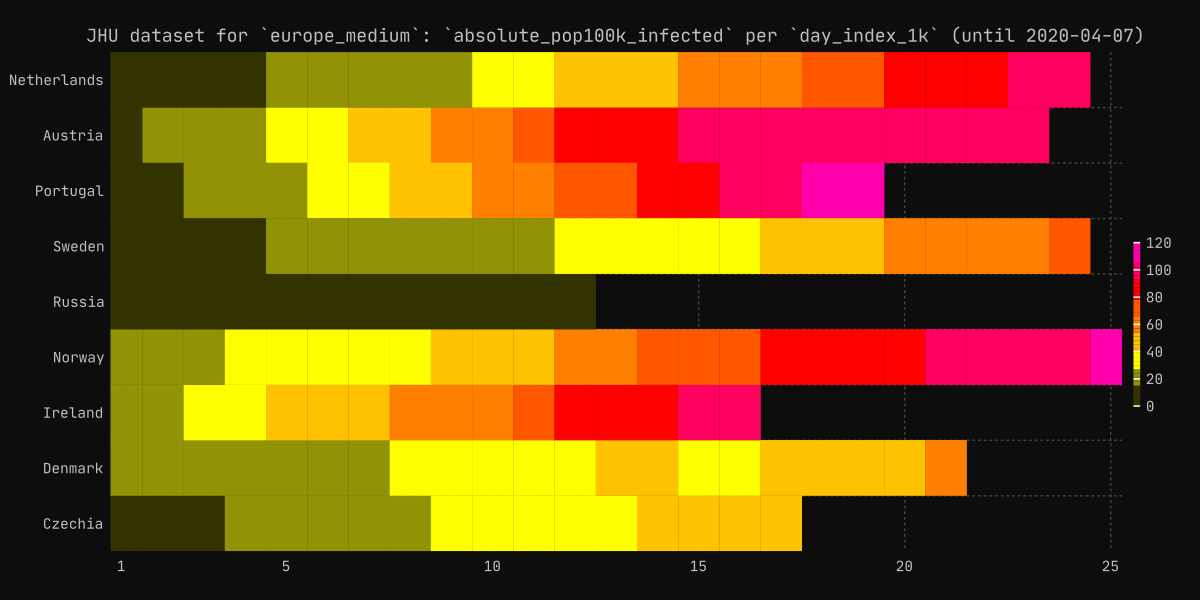 JHU dataset for `europe_medium`: `absolute_pop100k_infected` per `day_index_1k` (until 2020-04-07)
Netherlands
Austria
Portugal
Sweden
Russia
Norway
Ireland
Denmark
Czechia
120
100
80
60
40
20
0
1 5 10 15 20 25